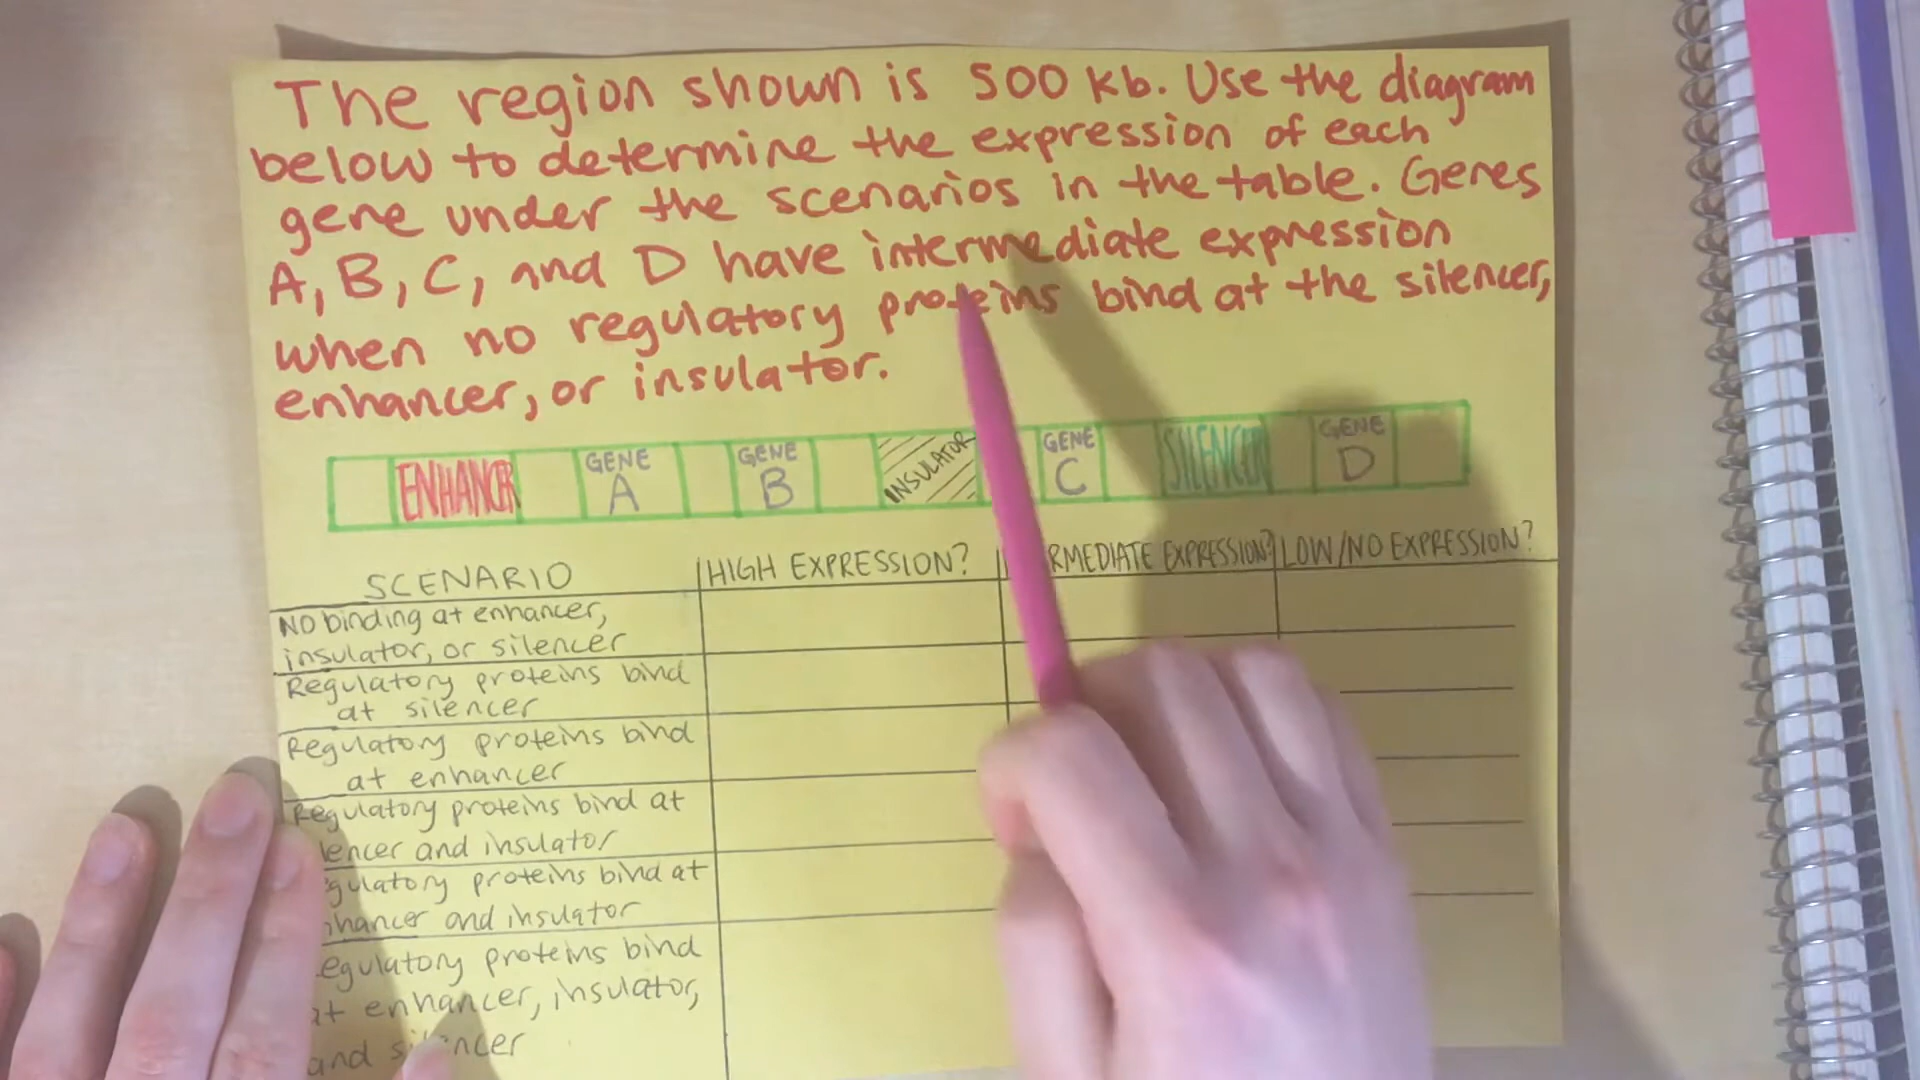 The region shown is 500 kb. Use the diagram
below to determine the expression of each
gene under the scenarios in the table. Genes
A, B, C, and D have intermediate expression
when no regulatory proteins bind at the silencer,
enhancer, or insulator.
ENHANCER GENE A GENE B INSULATOR GENE C SILENCER GENE D
SCENARIO HIGH EXPRESSION? RMEDIATE EXPRESSION? LOW/NO EXPRESSION?
NO binding at enhancer,
insulator, or silencer
Regulatory proteins bind
at silencer
Regulatory proteins bind
at enhancer
Regulatory proteins bind at
lencer and insulator
gulatory proteins bind at
nhancer and insulator
egulatory proteins bind
at enhancer, insulator,
and silencer